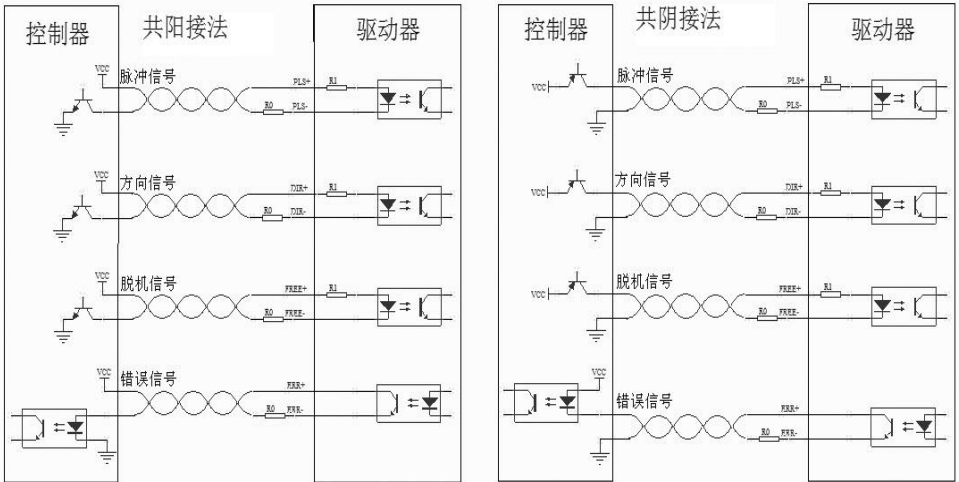 控制器
共阳接法
驱动器
VCC
脉冲信号
PLS+
R1
R0
PLS-
VCC
方向信号
DIR+
R1
R0
DIR-
VCC
脱机信号
FREE+
R1
R0
FREE-
VCC
错误信号
ERR+
R0
ERR-
控制器
共阴接法
驱动器
VCC
脉冲信号
PLS+
R1
R0
PLS-
VCC
方向信号
DIR+
R1
R0
DIR-
VCC
脱机信号
FREE+
R1
R0
FREE-
VCC
错误信号
ERR+
R0
ERR-